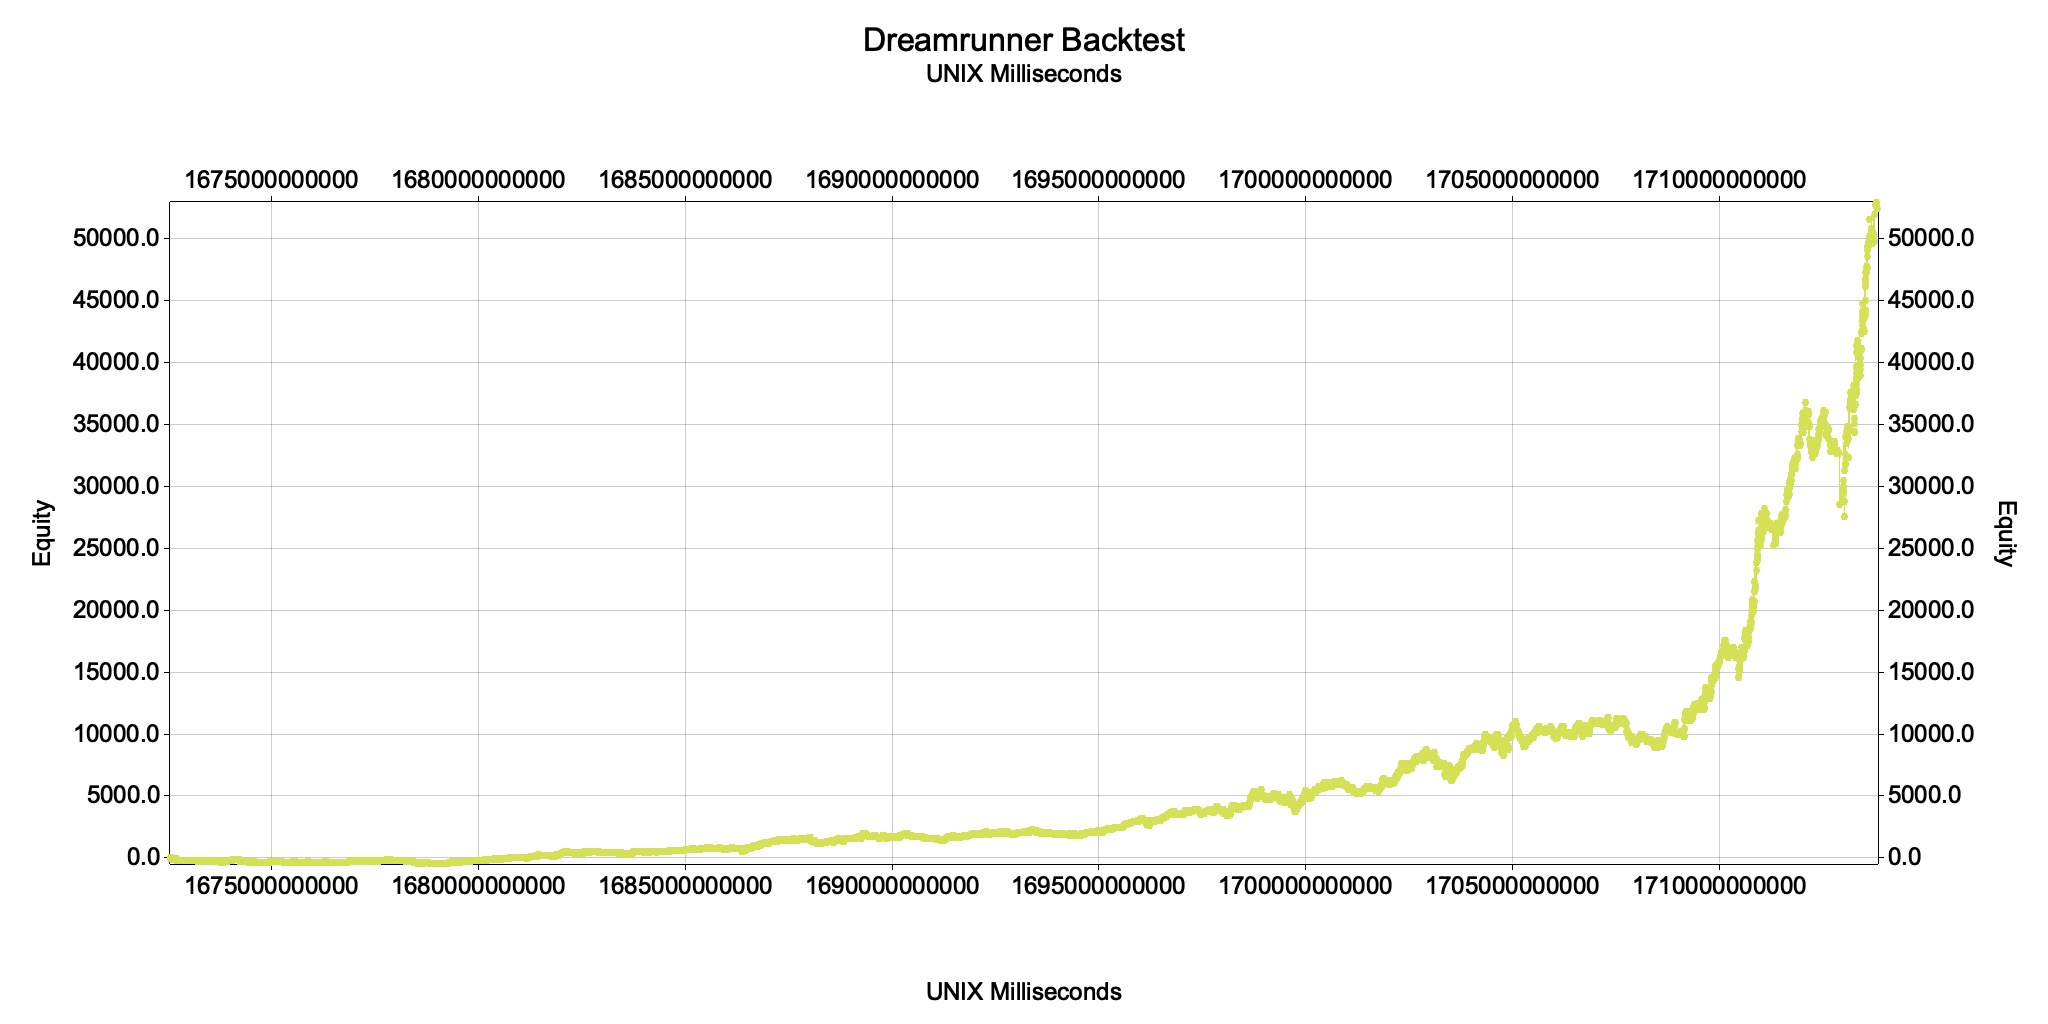 Dreamrunner Backtest
UNIX Milliseconds
1675000000000 1680000000000 1685000000000 1690000000000 1695000000000 1700000000000 1705000000000 1710000000000
50000.0 50000.0
45000.0 45000.0
40000.0 40000.0
35000.0 35000.0
30000.0 30000.0
Equity Equity
25000.0 25000.0
20000.0 20000.0
15000.0 15000.0
10000.0 10000.0
5000.0 5000.0
0.0 0.0
1675000000000 1680000000000 1685000000000 1690000000000 1695000000000 1700000000000 1705000000000 1710000000000
UNIX Milliseconds